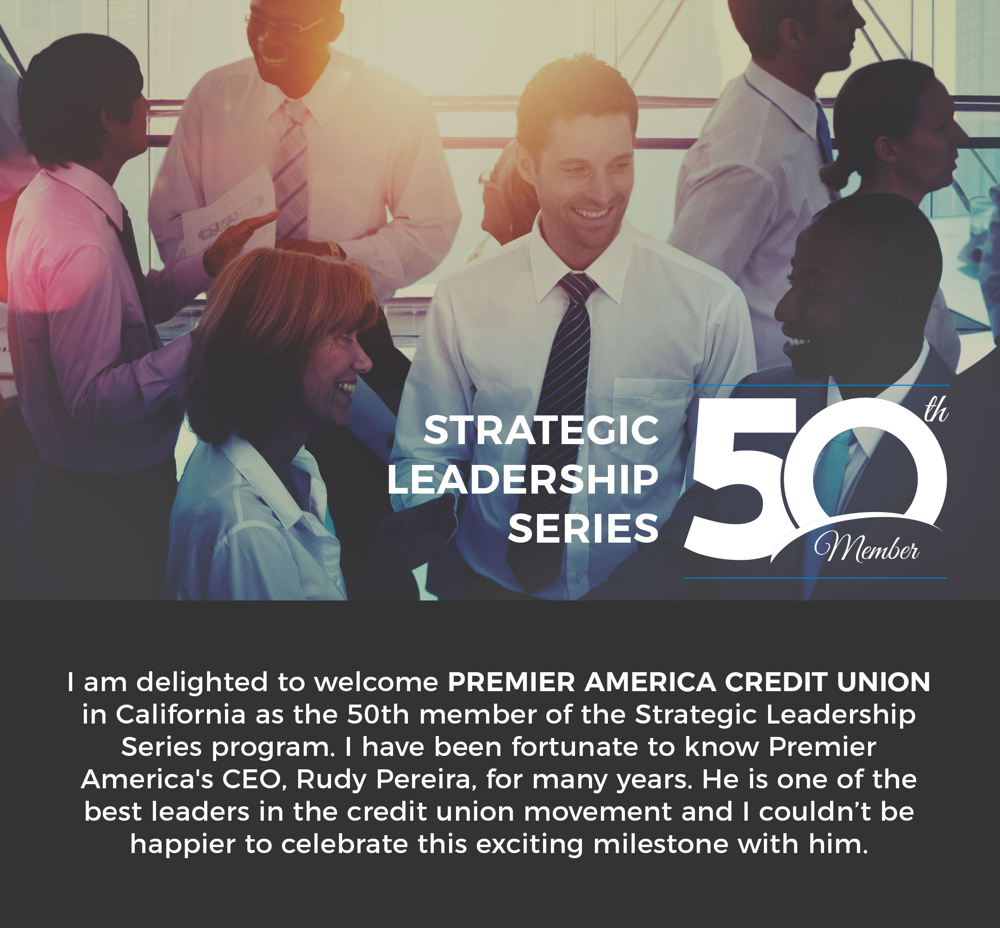 STRATEGIC
LEADERSHIP
SERIES
50th
Member
I am delighted to welcome PREMIER AMERICA CREDIT UNION
in California as the 50th member of the Strategic Leadership
Series program. I have been fortunate to know Premier
America's CEO, Rudy Pereira, for many years. He is one of the
best leaders in the credit union movement and I couldn’t be
happier to celebrate this exciting milestone with him.